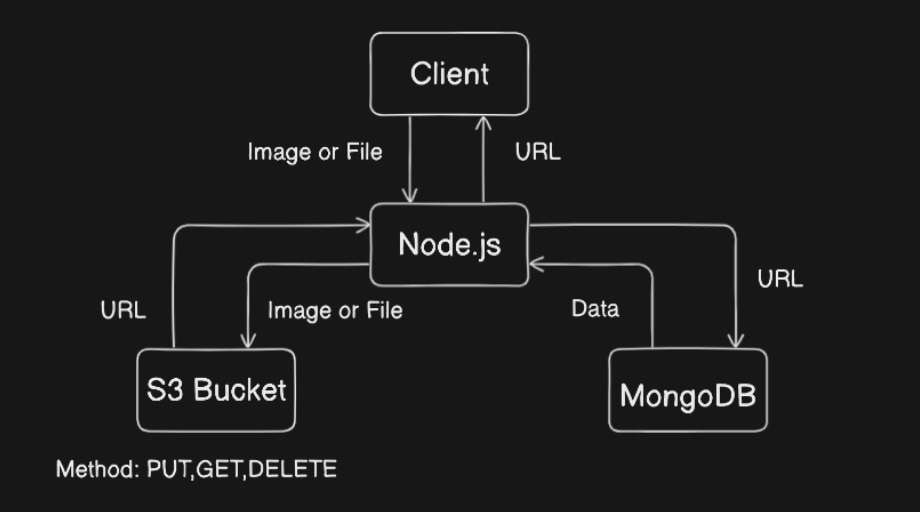 Client
Image or File
URL
Node.js
URL
Image or File
Data
URL
S3 Bucket
MongoDB
Method: PUT,GET,DELETE